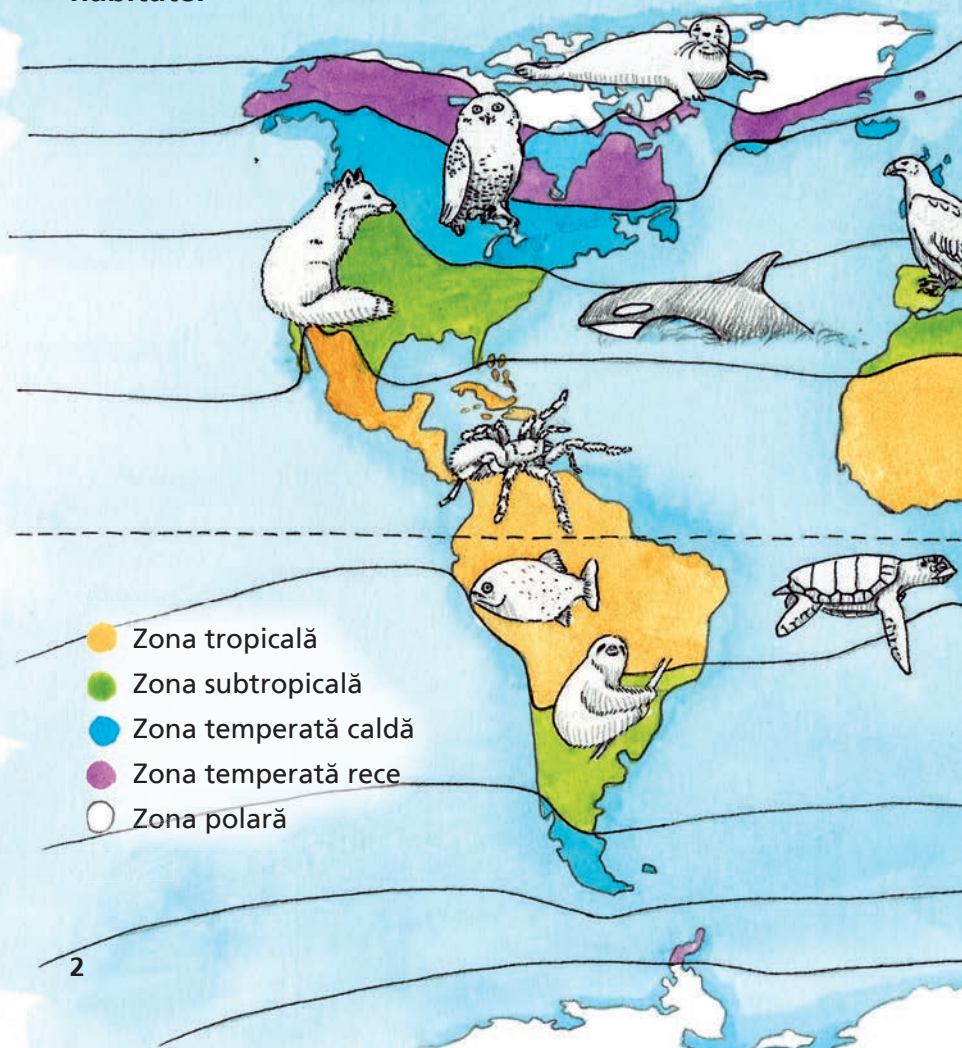 Zona tropicală
Zona subtropicală
Zona temperată caldă
Zona temperată rece
Zona polară
2